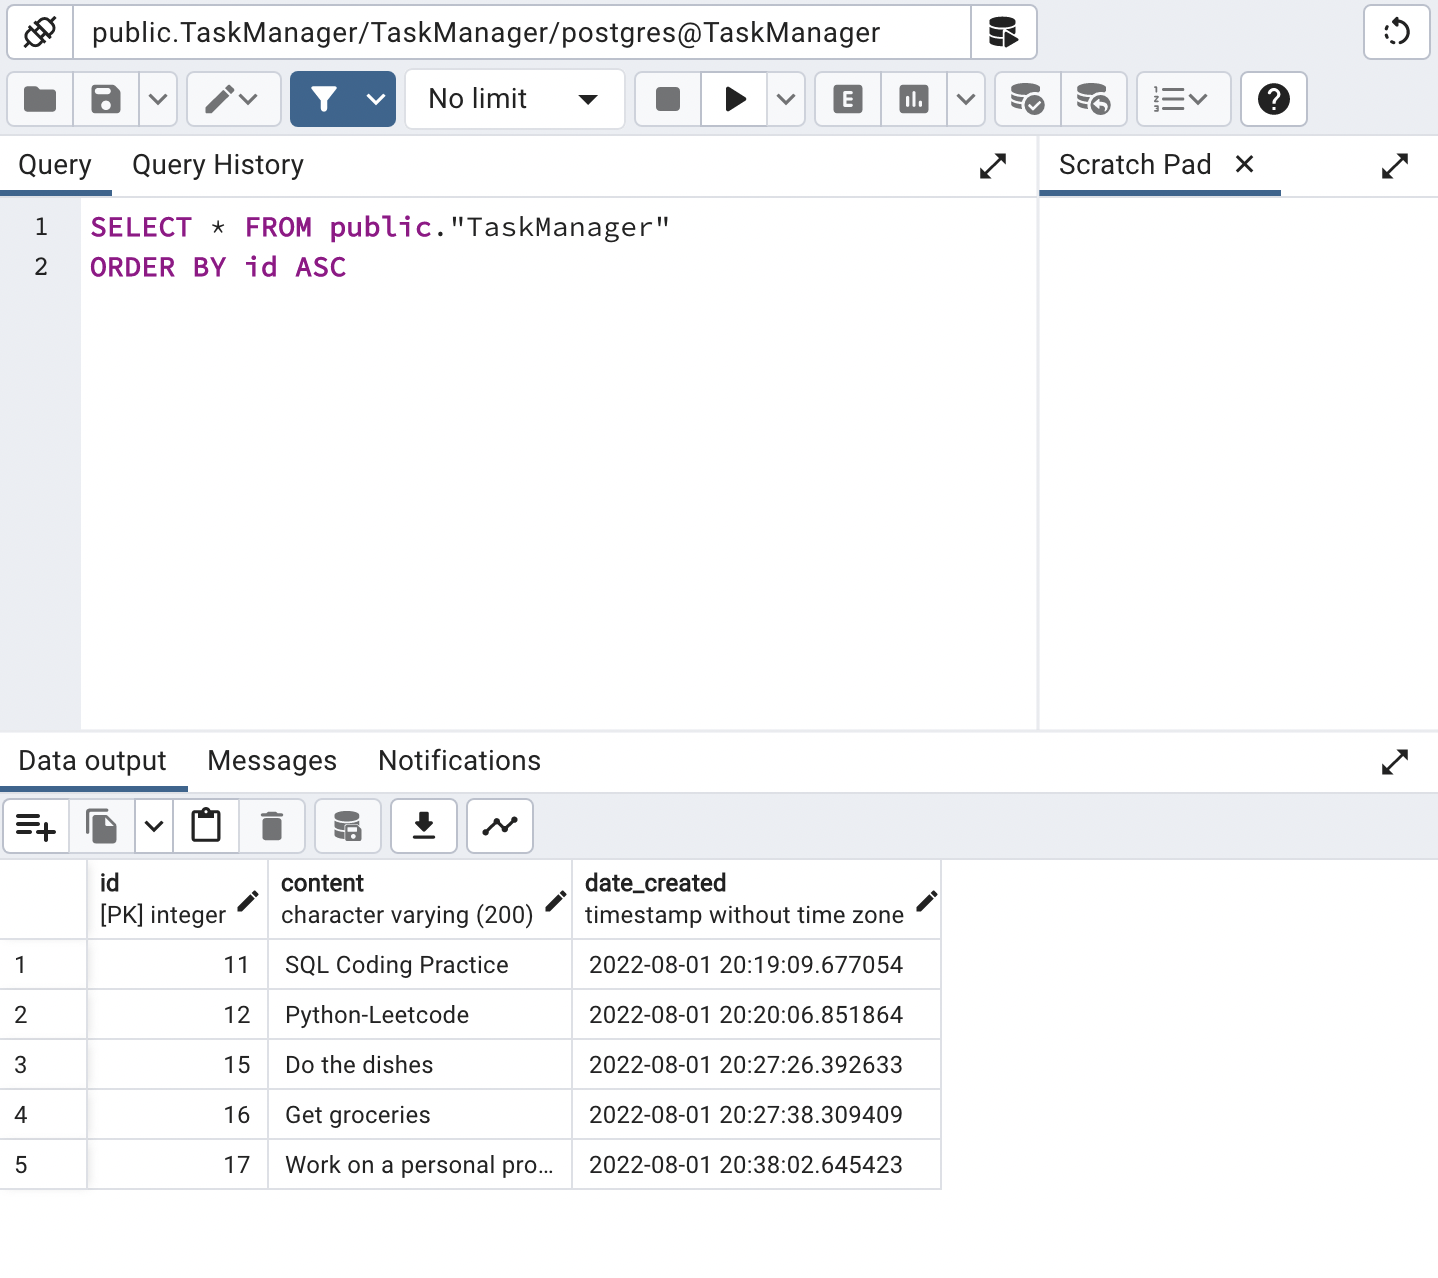 public.TaskManager/TaskManager/postgres@TaskManager
No limit
E
1
2
3
?
Query Query History
Scratch Pad
1 SELECT * FROM public."TaskManager"
2 ORDER BY id ASC
Data output Messages Notifications
id content date_created
[PK] integer character varying (200) timestamp without time zone
1 11 SQL Coding Practice 2022-08-01 20:19:09.677054
2 12 Python-Leetcode 2022-08-01 20:20:06.851864
3 15 Do the dishes 2022-08-01 20:27:26.392633
4 16 Get groceries 2022-08-01 20:27:38.309409
5 17 Work on a personal pro... 2022-08-01 20:38:02.645423